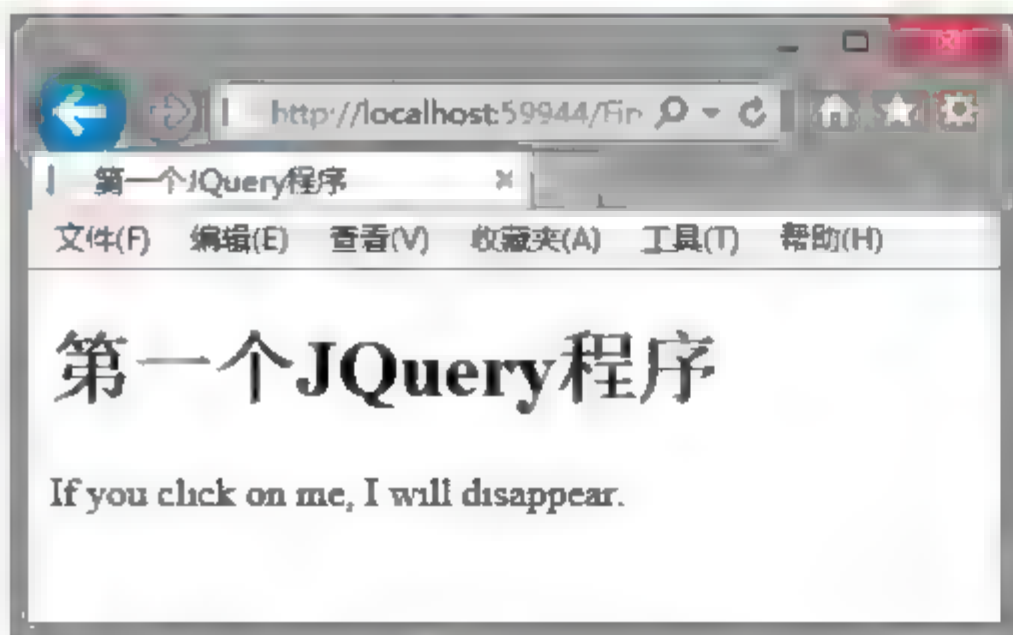 http://localhost:59944/Fir
第一个JQuery程序
文件(F) 编辑(E) 查看(V) 收藏夹(A) 工具(T) 帮助(H)
第一个JQuery程序
If you click on me, I will disappear.